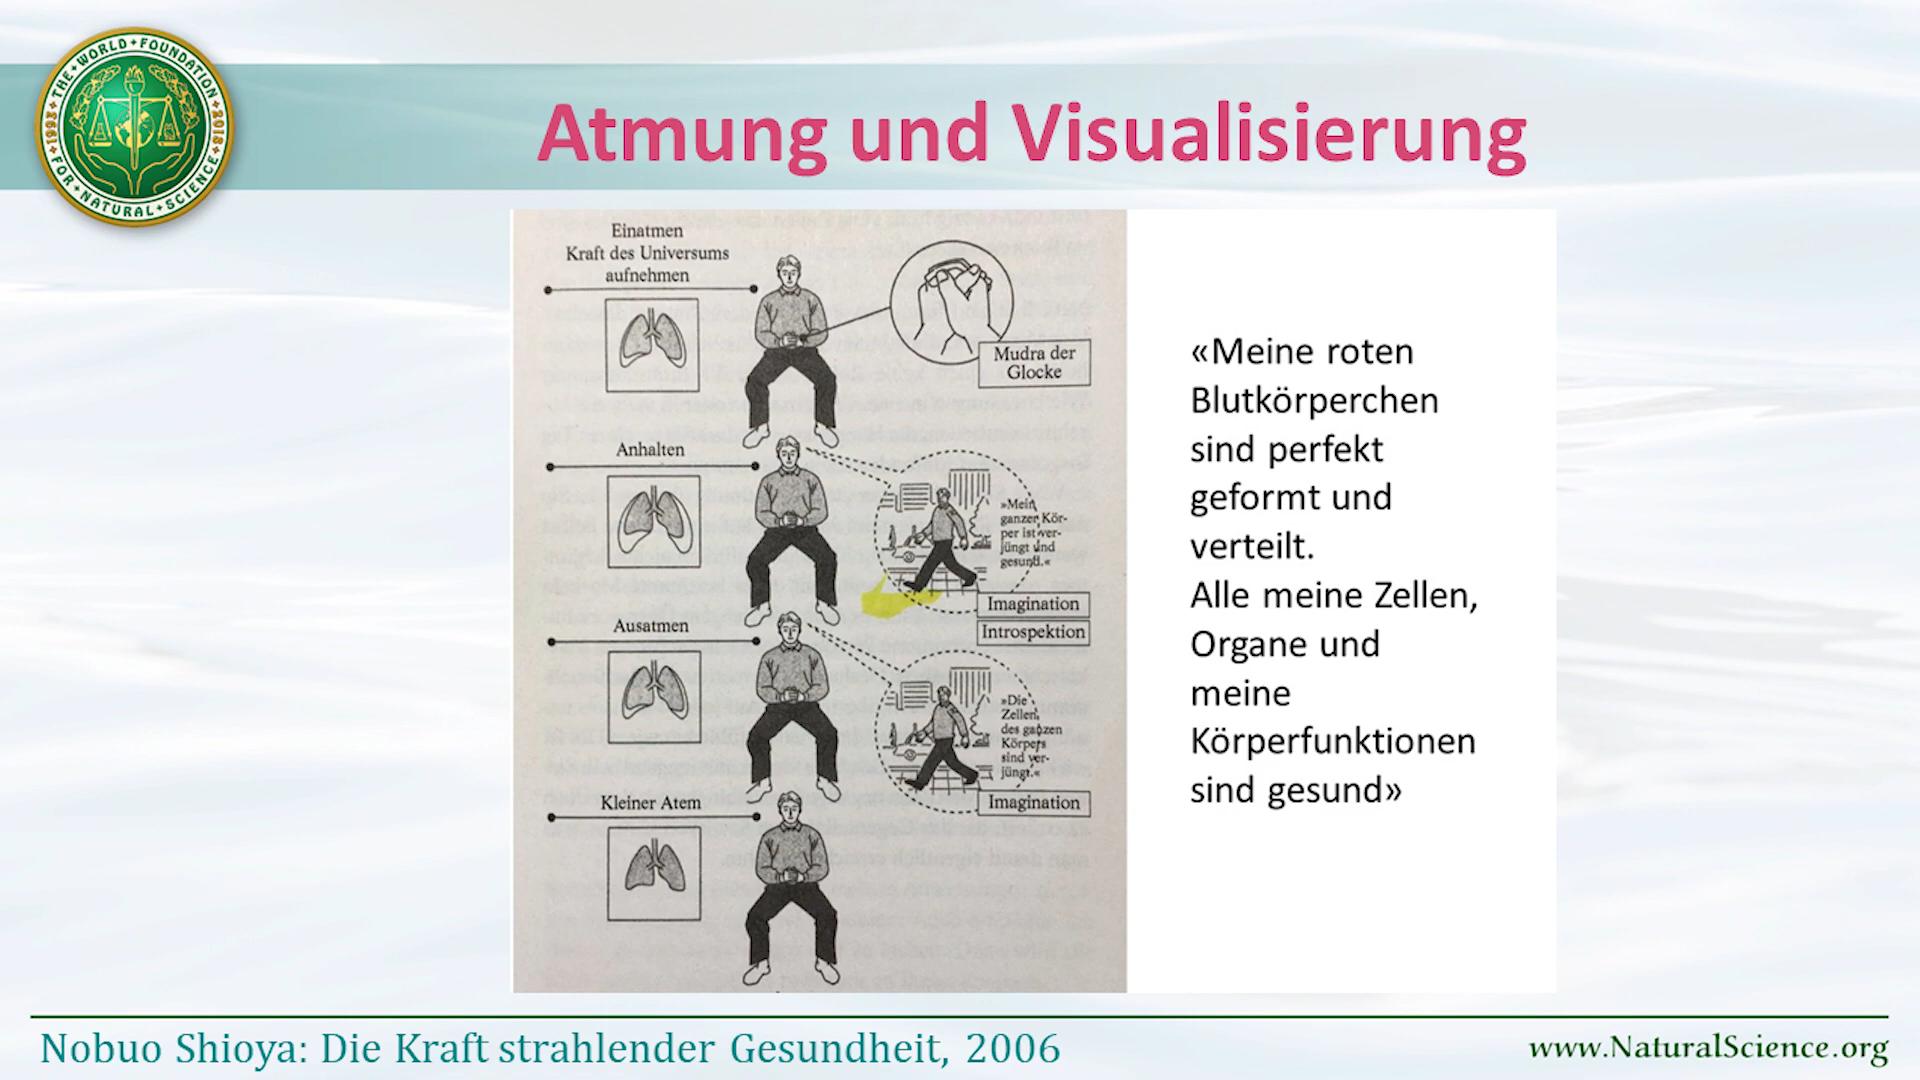 THE • WORLD • FOUNDATION
1993
2018
FOR • NATURAL • SCIENCE
Atmung und Visualisierung
Einatmen
Kraft des Universums
aufnehmen
Mudra der
Glocke
Anhalten
»Mein
ganzer Kör-
per ist ver-
jüngt und
gesund.«
Imagination
Introspektion
Ausatmen
»Die
Zellen
des ganzen
Körpers
sind ver-
jüngt.«
Imagination
Kleiner Atem
«Meine roten
Blutkörperchen
sind perfekt
geformt und
verteilt.
Alle meine Zellen,
Organe und
meine
Körperfunktionen
sind gesund»
Nobuo Shioya: Die Kraft strahlender Gesundheit, 2006
www.NaturalScience.org